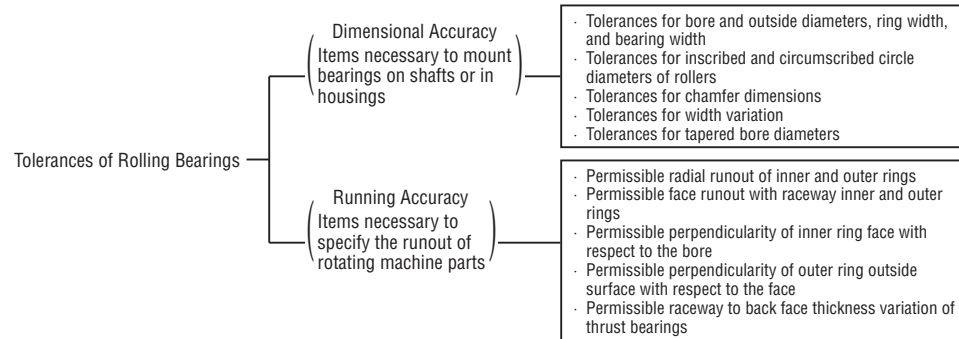 Tolerances of Rolling Bearings
Dimensional Accuracy
Items necessary to mount
bearings on shafts or in
housings
· Tolerances for bore and outside diameters, ring width,
and bearing width
· Tolerances for inscribed and circumscribed circle
diameters of rollers
· Tolerances for chamfer dimensions
· Tolerances for width variation
· Tolerances for tapered bore diameters
Running Accuracy
Items necessary to
specify the runout of
rotating machine parts
· Permissible radial runout of inner and outer rings
· Permissible face runout with raceway inner and outer
rings
· Permissible perpendicularity of inner ring face with
respect to the bore
· Permissible perpendicularity of outer ring outside
surface with respect to the face
· Permissible raceway to back face thickness variation of
thrust bearings